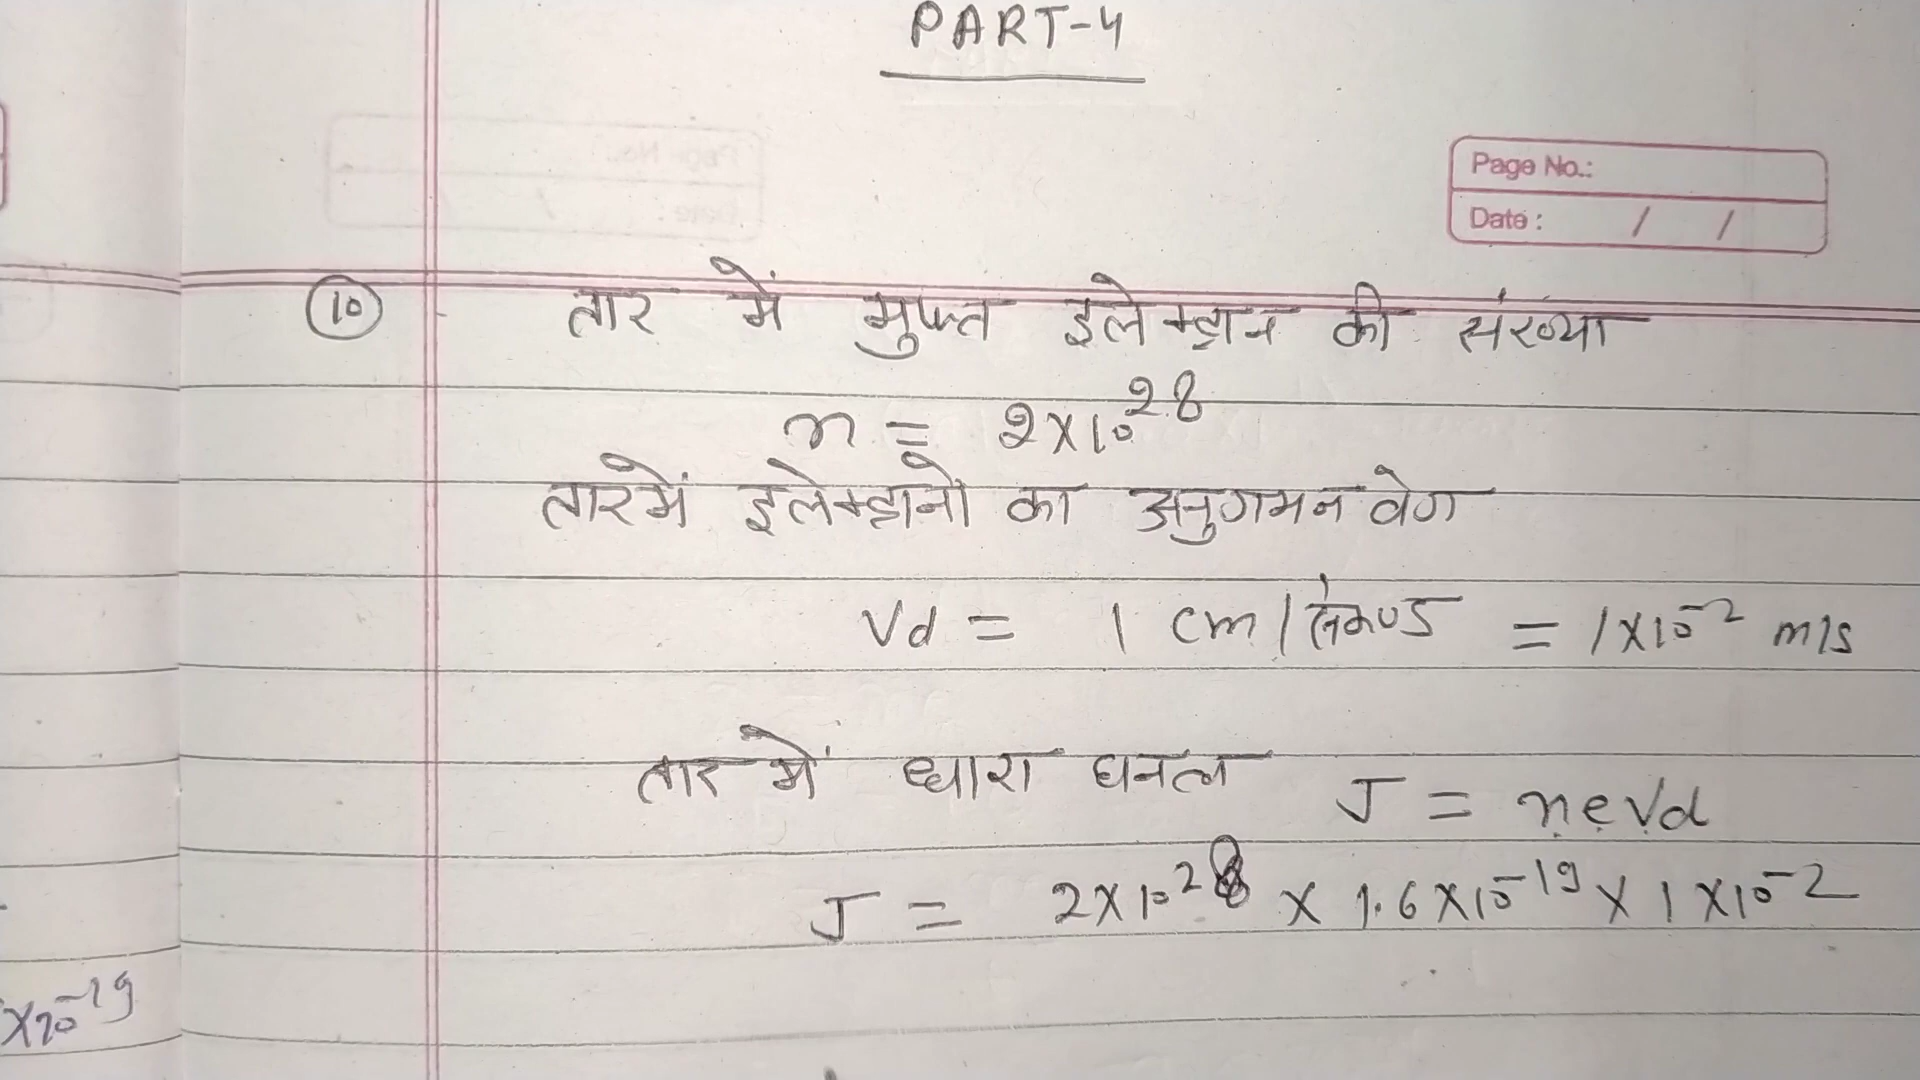 PART-4
Page No.:
Date : / /
10 तार में मुफ्त इलेक्ट्रान की संख्या
n = 2×10²⁸
तारमें इलेक्ट्रानो का अनुगमन वेग
Vd = 1 cm/सेकण्ड = 1×10⁻² m/s
तार में धारा घनत्व J = neVd
J = 2×10²⁸ × 1.6×10⁻¹⁹ × 1×10⁻²
×10⁻¹⁹